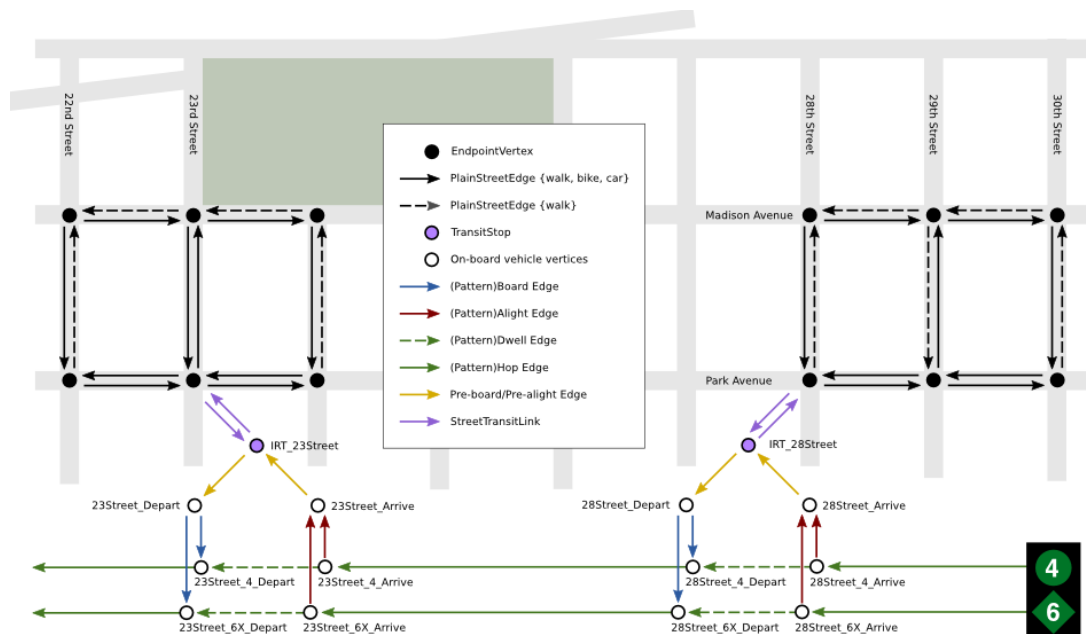 22nd Street
23rd Street
28th Street
29th Street
30th Street
EndpointVertex
PlainStreetEdge {walk, bike, car}
PlainStreetEdge {walk}
TransitStop
On-board vehicle vertices
(Pattern)Board Edge
(Pattern)Alight Edge
(Pattern)Dwell Edge
(Pattern)Hop Edge
Pre-board/Pre-alight Edge
StreetTransitLink
Madison Avenue
Park Avenue
IRT_23Street
IRT_28Street
23Street_Depart
23Street_Arrive
28Street_Depart
28Street_Arrive
4
23Street_4_Depart
23Street_4_Arrive
28Street_4_Depart
28Street_4_Arrive
6
23Street_6X_Depart
23Street_6X_Arrive
28Street_6X_Depart
28Street_6X_Arrive